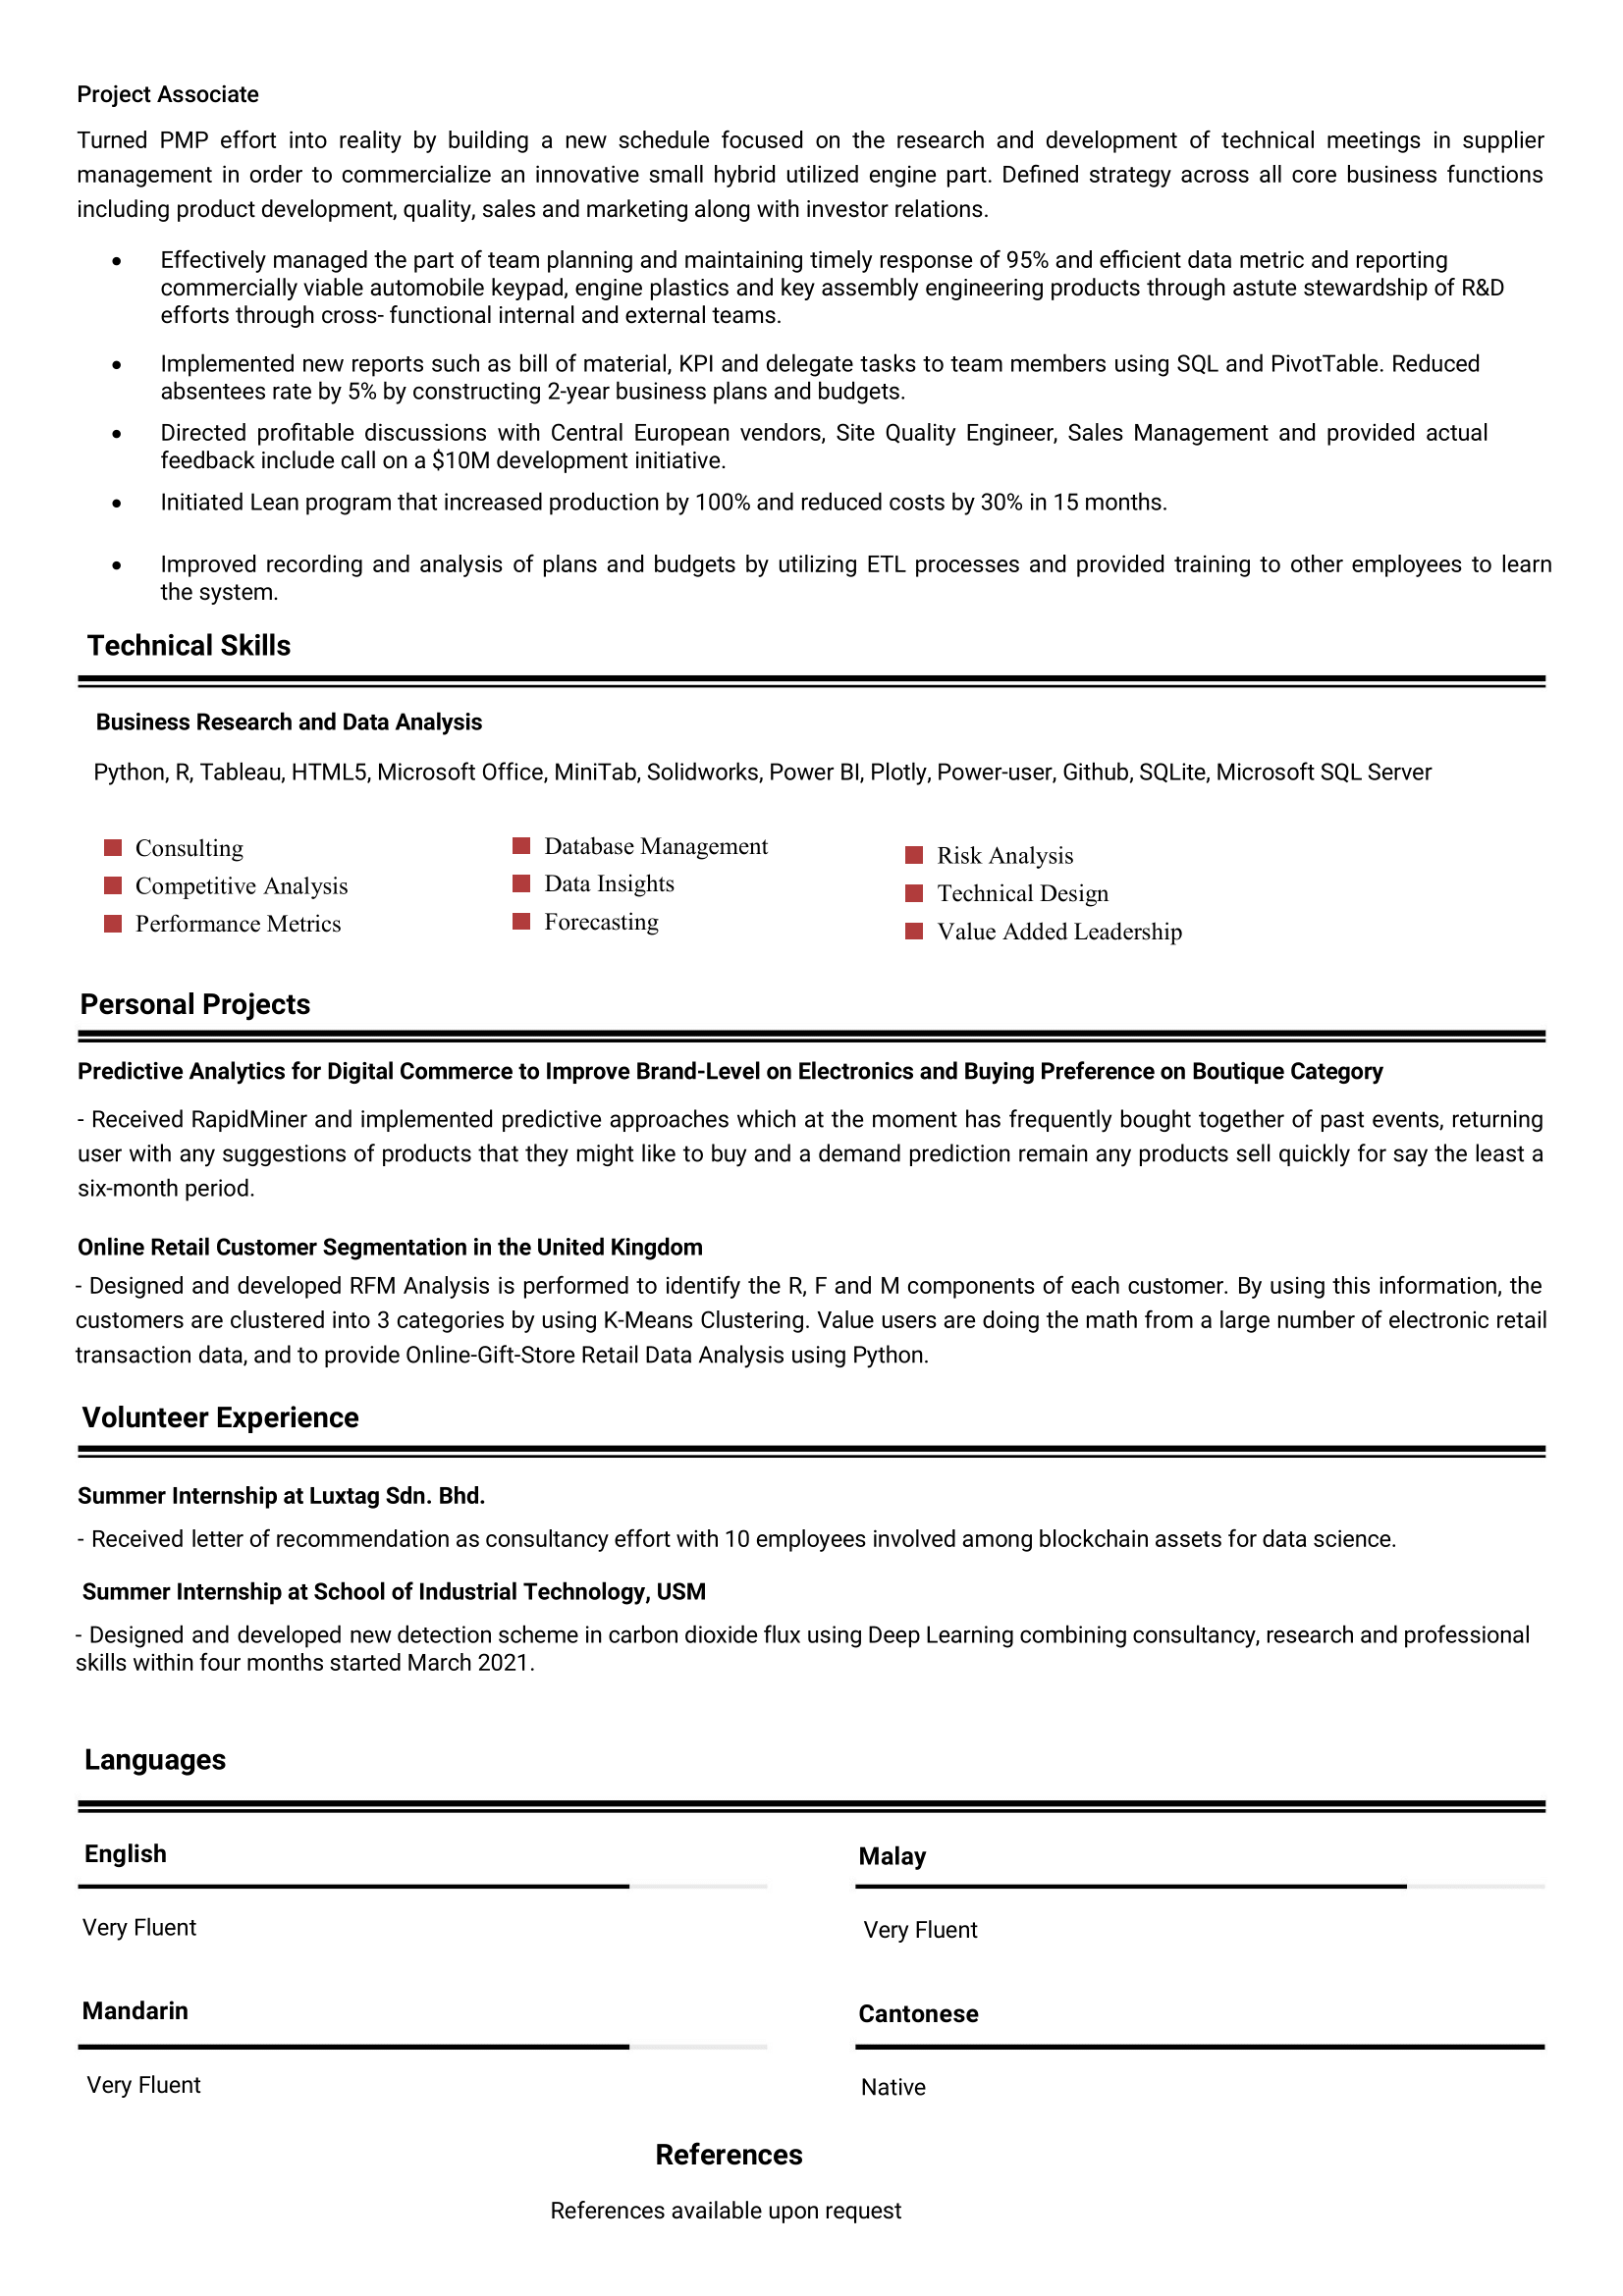 Project Associate
Turned PMP effort into reality by building a new schedule focused on the research and development of technical meetings in supplier
management in order to commercialize an innovative small hybrid utilized engine part. Defined strategy across all core business functions
including product development, quality, sales and marketing along with investor relations.
• Effectively managed the part of team planning and maintaining timely response of 95% and efficient data metric and reporting
commercially viable automobile keypad, engine plastics and key assembly engineering products through astute stewardship of R&D
efforts through cross- functional internal and external teams.
• Implemented new reports such as bill of material, KPI and delegate tasks to team members using SQL and PivotTable. Reduced
absentees rate by 5% by constructing 2-year business plans and budgets.
• Directed profitable discussions with Central European vendors, Site Quality Engineer, Sales Management and provided actual
feedback include call on a $10M development initiative.
• Initiated Lean program that increased production by 100% and reduced costs by 30% in 15 months.
• Improved recording and analysis of plans and budgets by utilizing ETL processes and provided training to other employees to learn
the system.
Technical Skills
Business Research and Data Analysis
Python, R, Tableau, HTML5, Microsoft Office, MiniTab, Solidworks, Power BI, Plotly, Power-user, Github, SQLite, Microsoft SQL Server
Consulting
Competitive Analysis
Performance Metrics
Database Management
Data Insights
Forecasting
Risk Analysis
Technical Design
Value Added Leadership
Personal Projects
Predictive Analytics for Digital Commerce to Improve Brand-Level on Electronics and Buying Preference on Boutique Category
- Received RapidMiner and implemented predictive approaches which at the moment has frequently bought together of past events, returning
user with any suggestions of products that they might like to buy and a demand prediction remain any products sell quickly for say the least a
six-month period.
Online Retail Customer Segmentation in the United Kingdom
- Designed and developed RFM Analysis is performed to identify the R, F and M components of each customer. By using this information, the
customers are clustered into 3 categories by using K-Means Clustering. Value users are doing the math from a large number of electronic retail
transaction data, and to provide Online-Gift-Store Retail Data Analysis using Python.
Volunteer Experience
Summer Internship at Luxtag Sdn. Bhd.
- Received letter of recommendation as consultancy effort with 10 employees involved among blockchain assets for data science.
Summer Internship at School of Industrial Technology, USM
- Designed and developed new detection scheme in carbon dioxide flux using Deep Learning combining consultancy, research and professional
skills within four months started March 2021.
Languages
English
Very Fluent
Malay
Very Fluent
Mandarin
Very Fluent
Cantonese
Native
References
References available upon request